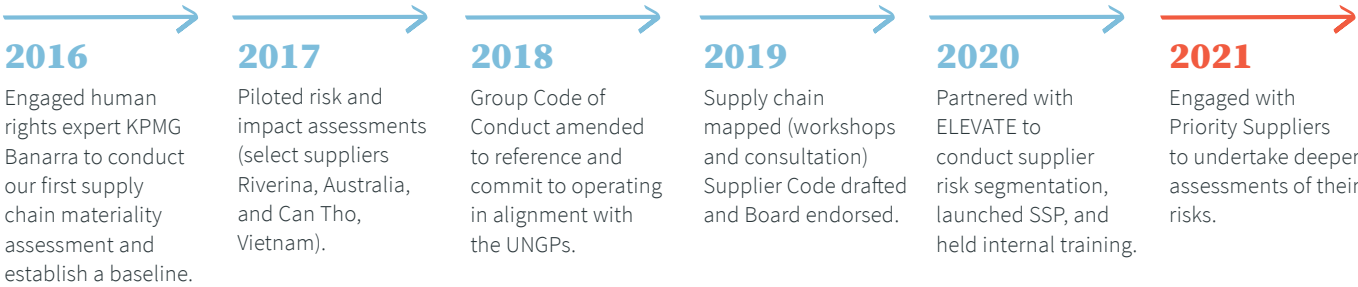 2016
Engaged human
rights expert KPMG
Banarra to conduct
our first supply
chain materiality
assessment and
establish a baseline.
2017
Piloted risk and
impact assessments
(select suppliers
Riverina, Australia,
and Can Tho,
Vietnam).
2018
Group Code of
Conduct amended
to reference and
commit to operating
in alignment with
the UNGPs.
2019
Supply chain
mapped (workshops
and consultation)
Supplier Code drafted
and Board endorsed.
2020
Partnered with
ELEVATE to
conduct supplier
risk segmentation,
launched SSP, and
held internal training.
2021
Engaged with
Priority Suppliers
to undertake deeper
assessments of their
risks.